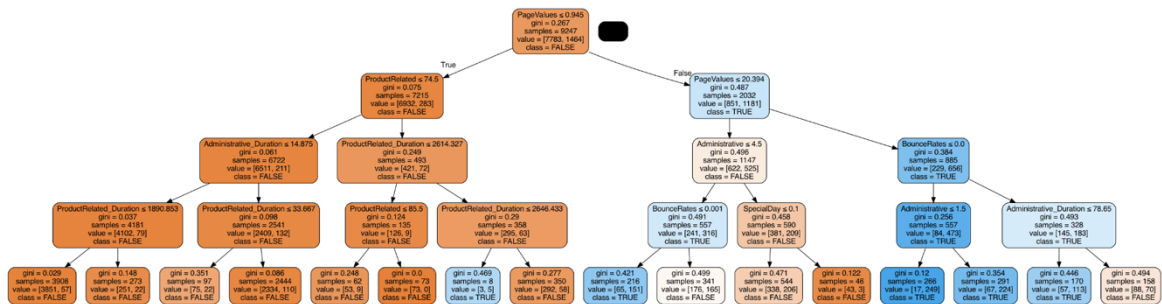 PageValues ≤ 0.945
gini = 0.267
samples = 9247
value = [7783, 1464]
class = FALSE
True
False
ProductRelated ≤ 74.5
gini = 0.075
samples = 7215
value = [6932, 283]
class = FALSE
PageValues ≤ 20.394
gini = 0.487
samples = 2032
value = [851, 1181]
class = TRUE
Administrative_Duration ≤ 14.875
gini = 0.061
samples = 6722
value = [6511, 211]
class = FALSE
ProductRelated_Duration ≤ 2614.327
gini = 0.249
samples = 493
value = [421, 72]
class = FALSE
Administrative ≤ 4.5
gini = 0.496
samples = 1147
value = [622, 525]
class = FALSE
BounceRates ≤ 0.0
gini = 0.384
samples = 885
value = [229, 656]
class = TRUE
ProductRelated_Duration ≤ 1890.853
gini = 0.037
samples = 4181
value = [4102, 79]
class = FALSE
ProductRelated_Duration ≤ 33.667
gini = 0.098
samples = 2541
value = [2409, 132]
class = FALSE
ProductRelated ≤ 85.5
gini = 0.124
samples = 135
value = [126, 9]
class = FALSE
ProductRelated_Duration ≤ 2646.433
gini = 0.29
samples = 358
value = [295, 63]
class = FALSE
BounceRates ≤ 0.001
gini = 0.491
samples = 557
value = [241, 316]
class = TRUE
SpecialDay ≤ 0.1
gini = 0.458
samples = 590
value = [381, 209]
class = FALSE
Administrative ≤ 1.5
gini = 0.256
samples = 557
value = [84, 473]
class = TRUE
Administrative_Duration ≤ 78.65
gini = 0.493
samples = 328
value = [145, 183]
class = TRUE
gini = 0.029
samples = 3908
value = [3851, 57]
class = FALSE
gini = 0.148
samples = 273
value = [251, 22]
class = FALSE
gini = 0.351
samples = 97
value = [75, 22]
class = FALSE
gini = 0.086
samples = 2444
value = [2334, 110]
class = FALSE
gini = 0.248
samples = 62
value = [53, 9]
class = FALSE
gini = 0.0
samples = 73
value = [73, 0]
class = FALSE
gini = 0.469
samples = 8
value = [3, 5]
class = TRUE
gini = 0.277
samples = 350
value = [292, 58]
class = FALSE
gini = 0.421
samples = 216
value = [65, 151]
class = TRUE
gini = 0.499
samples = 341
value = [176, 165]
class = FALSE
gini = 0.471
samples = 544
value = [338, 206]
class = FALSE
gini = 0.122
samples = 46
value = [43, 3]
class = FALSE
gini = 0.12
samples = 266
value = [17, 249]
class = TRUE
gini = 0.354
samples = 291
value = [67, 224]
class = TRUE
gini = 0.446
samples = 170
value = [57, 113]
class = TRUE
gini = 0.494
samples = 158
value = [88, 70]
class = FALSE